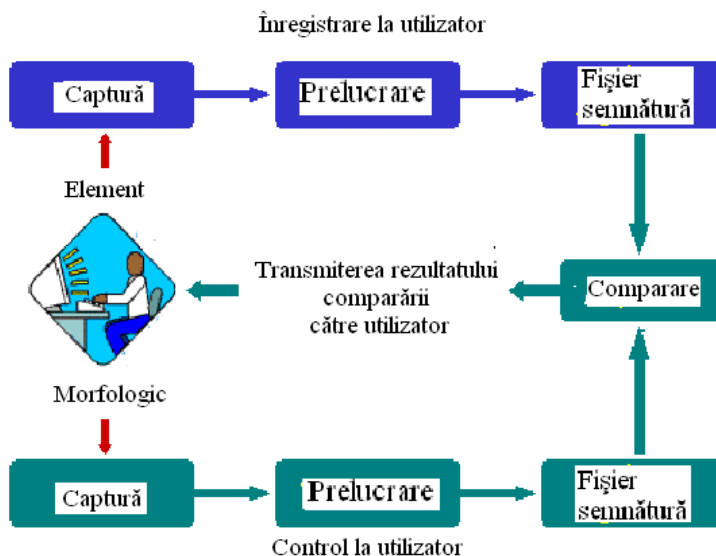 Înregistrare la utilizator
Captură
Prelucrare
Fişier
semnătură
Element
Transmiterea rezultatului
comparării
către utilizator
Comparare
Morfologic
Captură
Prelucrare
Fişier
semnătură
Control la utilizator